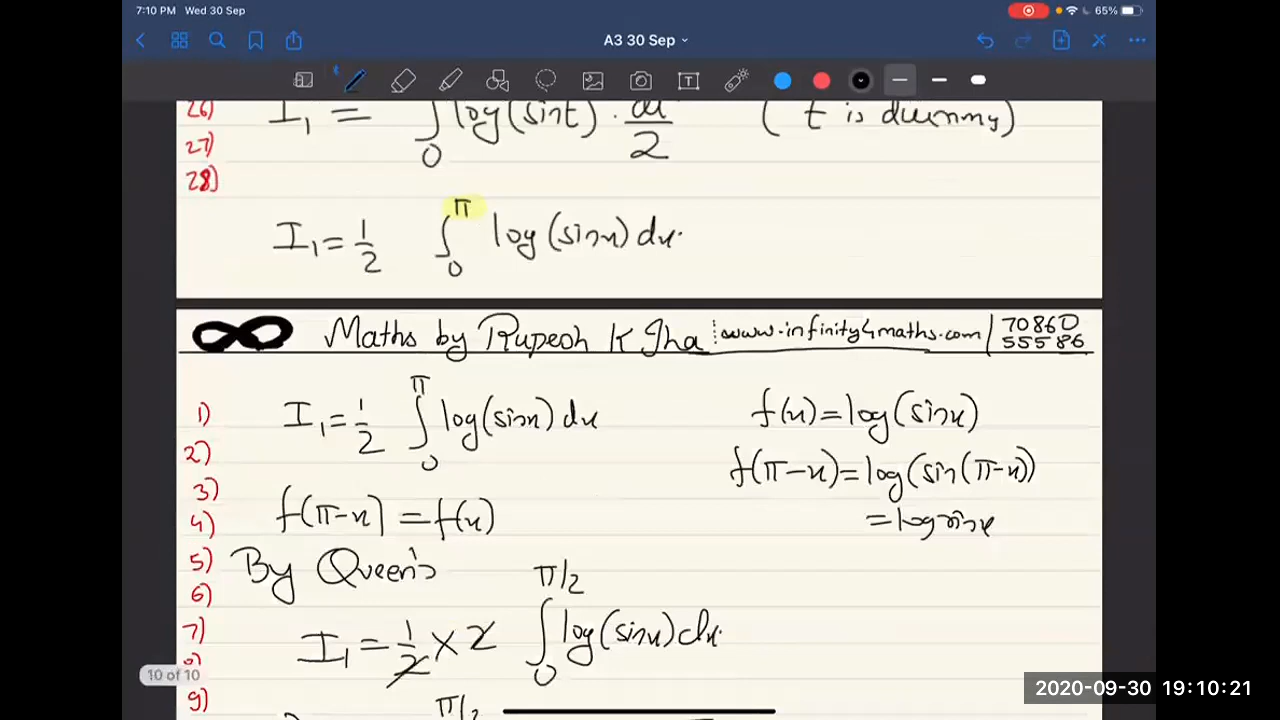 7:10 PM Wed 30 Sep 65%
A3 30 Sep
26) I₁ = ∫₀ log(sint) · /2 (t is dummy)
27)
28)
I₁ = 1/2 ∫₀^π log(sinx) dx.
∞ Maths by Rupesh K Jha www.infinity4maths.com / 70860 55586
1) I₁ = 1/2 ∫₀^π log(sinx) dx f(x) = log(sinx)
2) f(π-x) = log(sin(π-x))
3)
4) f(π-x) = f(x) = log sinx
5) By Queen's
6)
7) I₁ = 1/2 × 2 ∫₀^π/2 log(sinx) dx.
9)
π/2
10 of 10
2020-09-30 19:10:21